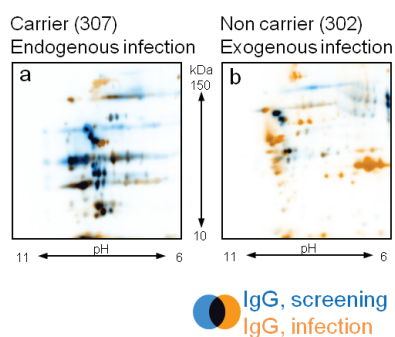 Carrier (307)
Endogenous infection
Non carrier (302)
Exogenous infection
a
kDa
150
10
b
11 pH 6
11 pH 6
IgG, screening
IgG, infection